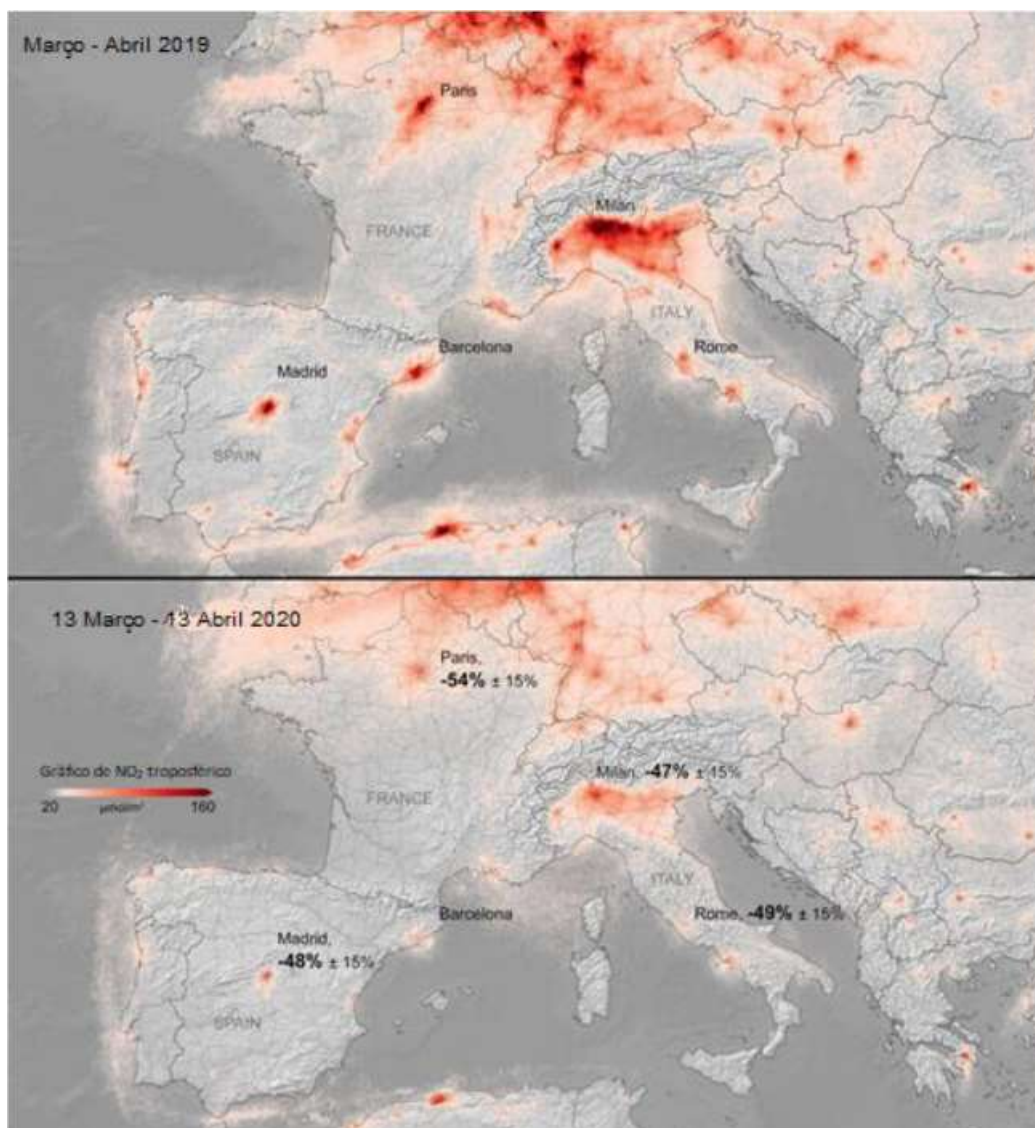 Março - Abril 2019
Paris
Milan
FRANCE
ITALY
Barcelona
Rome
Madrid
SPAIN
13 Março - 13 Abril 2020
Paris,
-54% ± 15%
Gráfico de NO₂ troposférico
20 µmol/m² 160
Milan, -47% ± 15%
FRANCE
ITALY
Barcelona
Rome, -49% ± 15%
Madrid,
-48% ± 15%
SPAIN